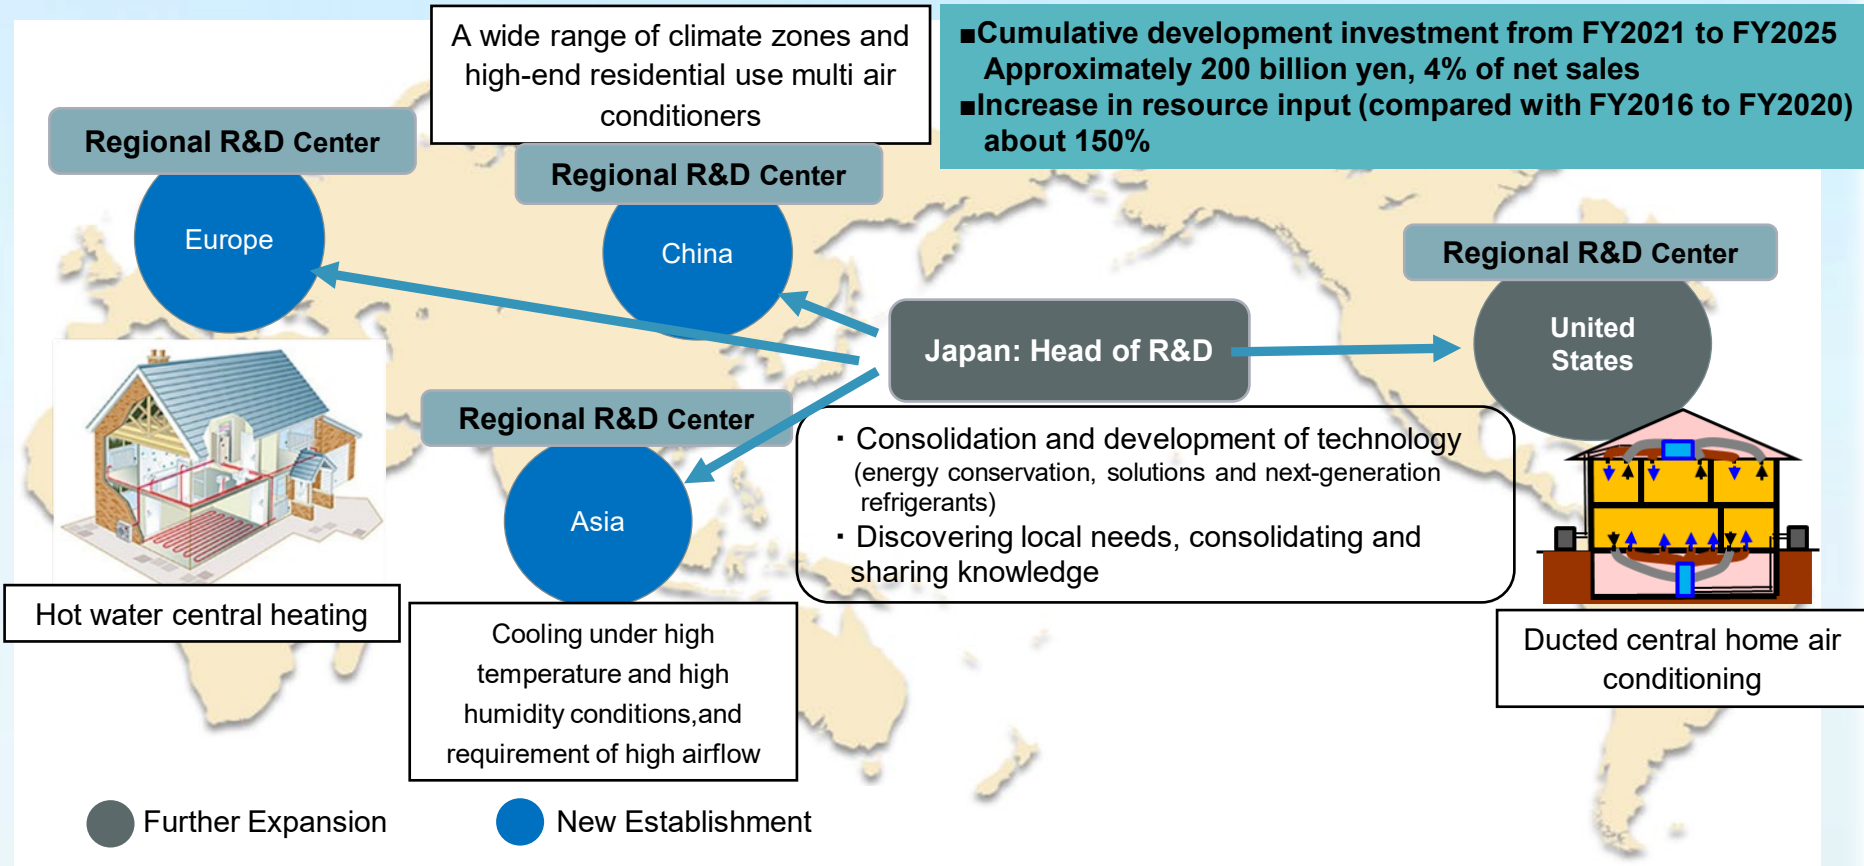 A wide range of climate zones and
high-end residential use multi air
conditioners
■Cumulative development investment from FY2021 to FY2025
Approximately 200 billion yen, 4% of net sales
■Increase in resource input (compared with FY2016 to FY2020)
about 150%
Regional R&D Center
Europe
Regional R&D Center
China
Regional R&D Center
United
States
Japan: Head of R&D
Regional R&D Center
Asia
・Consolidation and development of technology
(energy conservation, solutions and next-generation
refrigerants)
・Discovering local needs, consolidating and
sharing knowledge
Hot water central heating
Cooling under high
temperature and high
humidity conditions,and
requirement of high airflow
Ducted central home air
conditioning
Further Expansion
New Establishment